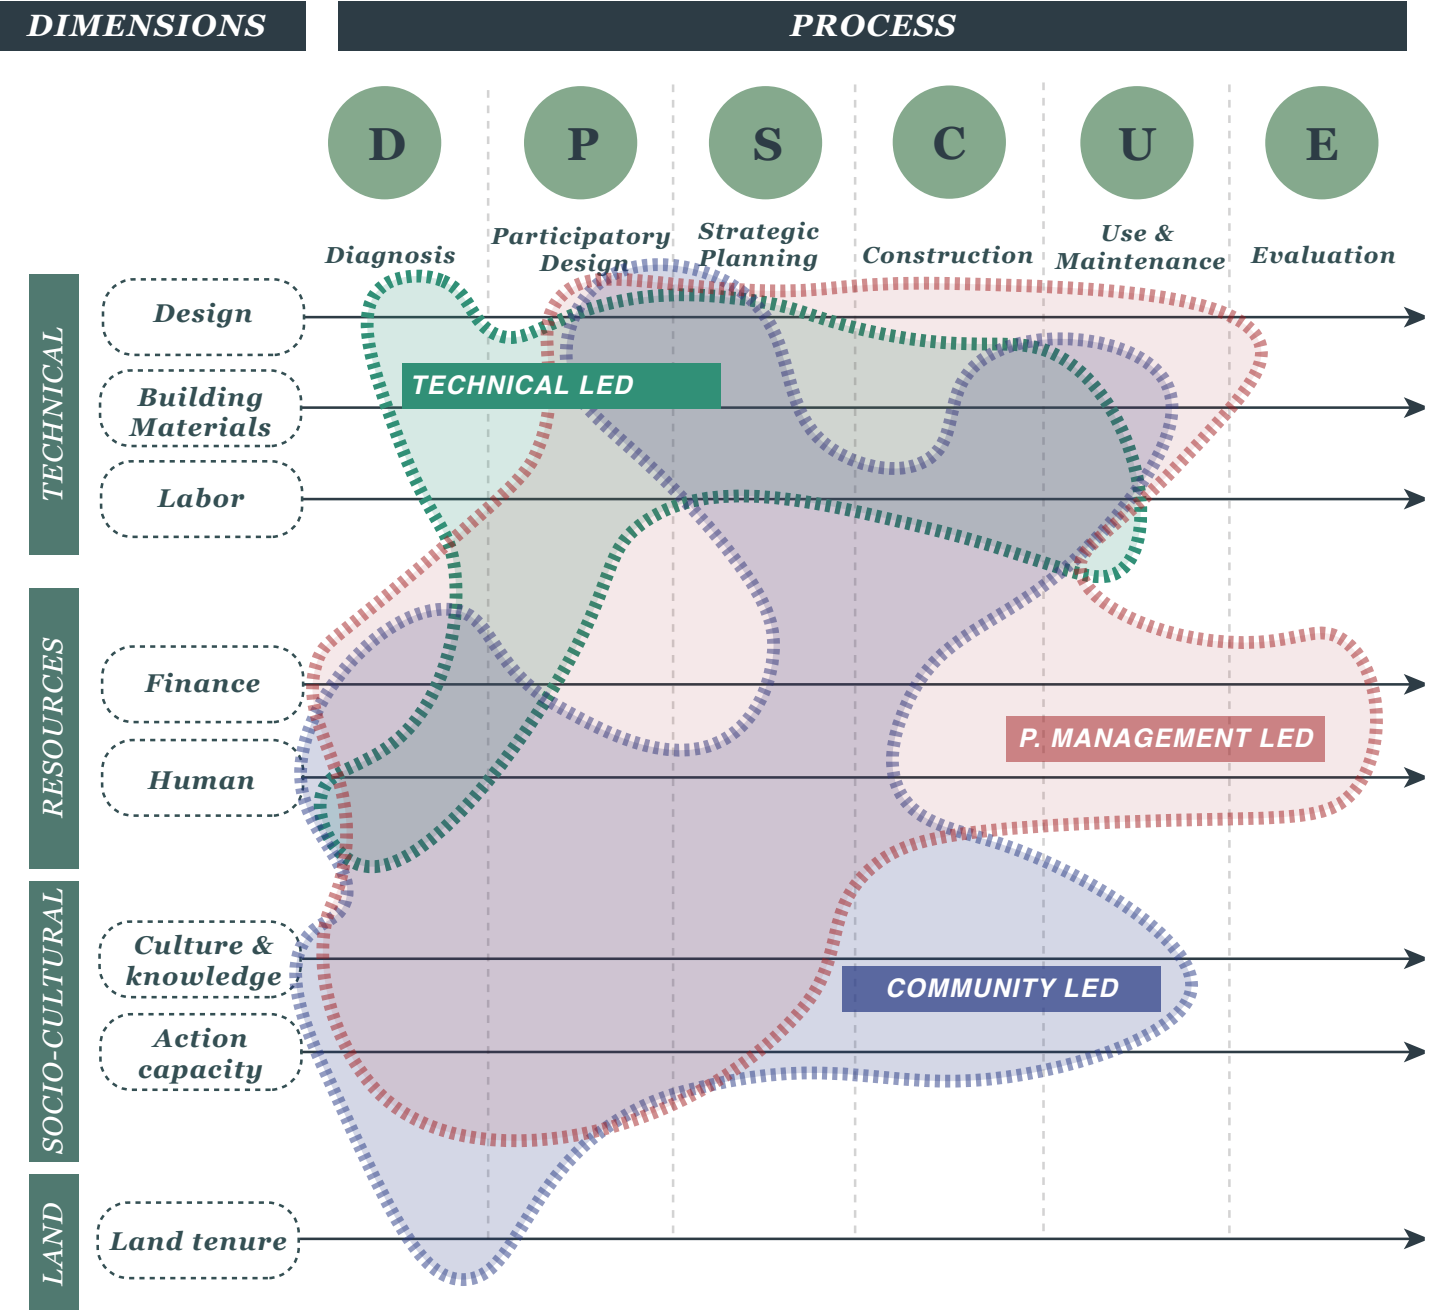 DIMENSIONS
PROCESS
D
P
S
C
U
E
Diagnosis
Participatory
Design
Strategic
Planning
Construction
Use &
Maintenance
Evaluation
TECHNICAL
Design
Building
Materials
Labor
TECHNICAL LED
RESOURCES
Finance
Human
P. MANAGEMENT LED
SOCIO-CULTURAL
Culture &
knowledge
Action
capacity
COMMUNITY LED
LAND
Land tenure